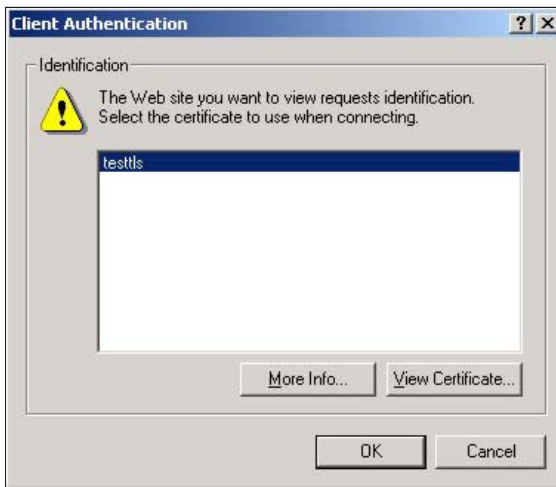 Client Authentication
Identification
The Web site you want to view requests identification.
Select the certificate to use when connecting.
testtls
More Info...
View Certificate...
OK
Cancel